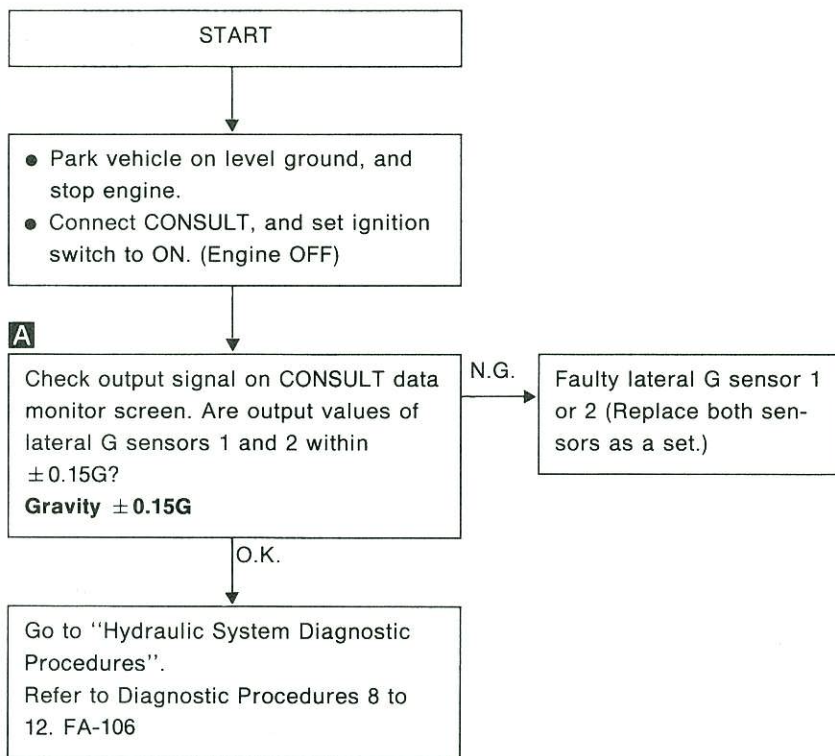 START
● Park vehicle on level ground, and
stop engine.
● Connect CONSULT, and set ignition
switch to ON. (Engine OFF)
A
Check output signal on CONSULT data
monitor screen. Are output values of
lateral G sensors 1 and 2 within
±0.15G?
Gravity ±0.15G
N.G.
Faulty lateral G sensor 1
or 2 (Replace both sen-
sors as a set.)
O.K.
Go to "Hydraulic System Diagnostic
Procedures".
Refer to Diagnostic Procedures 8 to
12. FA-106